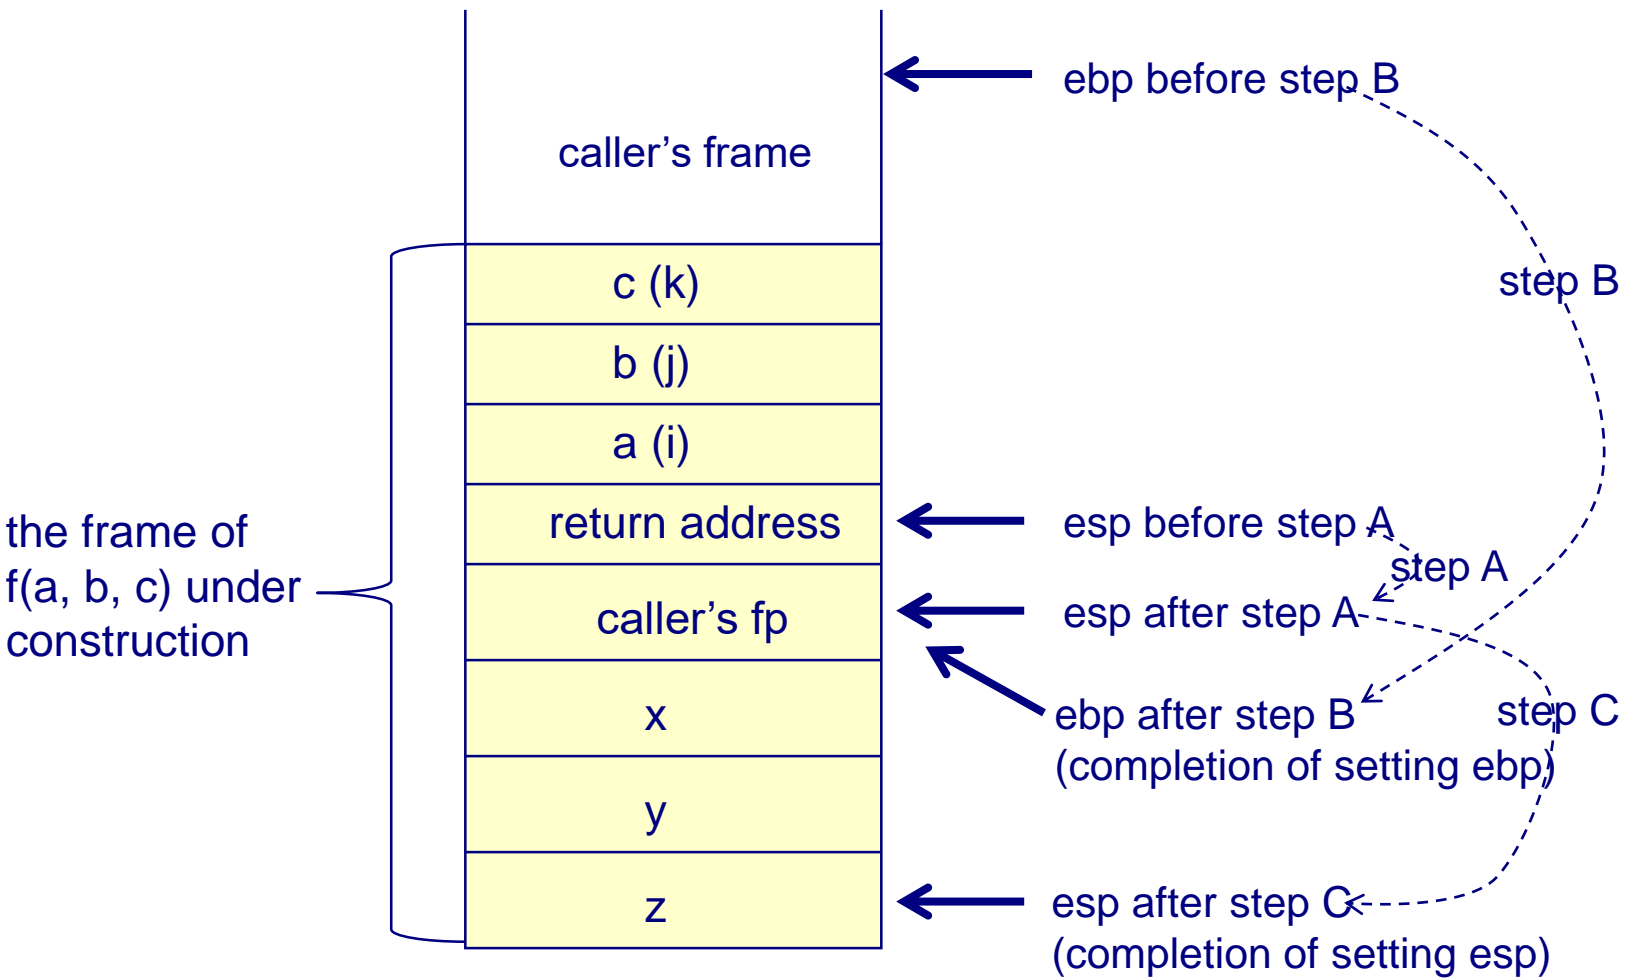 ebp before step B
caller's frame
c (k)
step B
b (j)
a (i)
return address
esp before step A
the frame of
f(a, b, c) under
construction
step A
caller's fp
esp after step A
x
ebp after step B
(completion of setting ebp)
step C
y
z
esp after step C
(completion of setting esp)